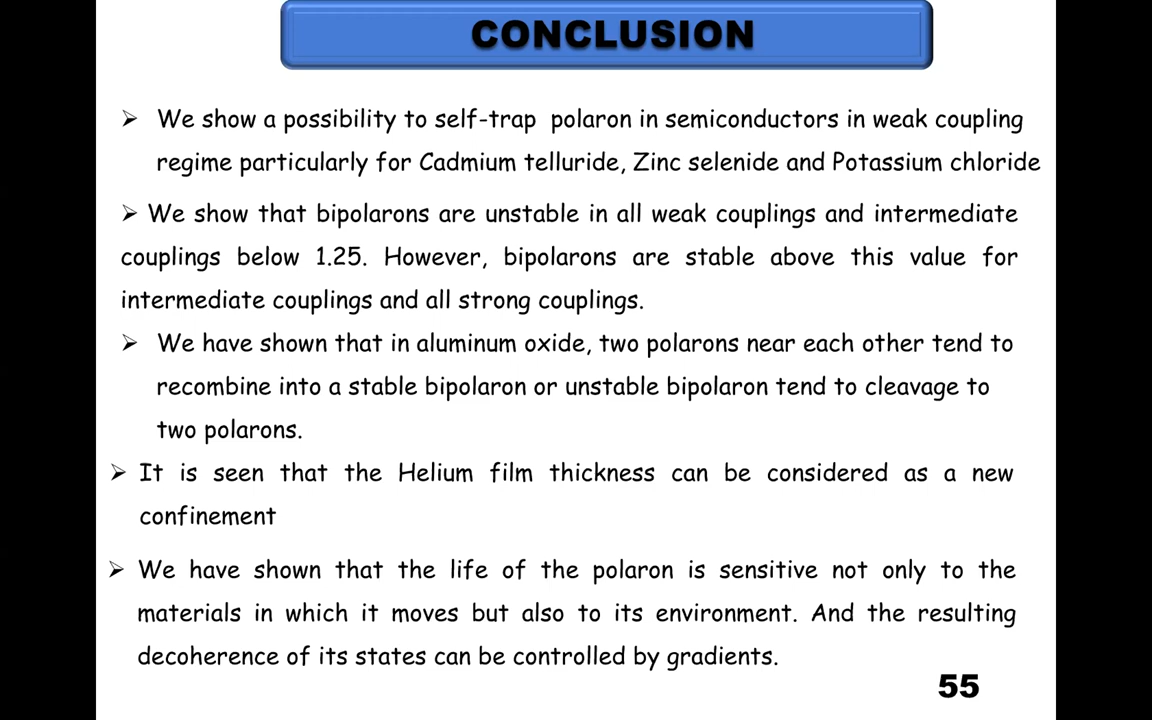 CONCLUSION
➢ We show a possibility to self-trap polaron in semiconductors in weak coupling
regime particularly for Cadmium telluride, Zinc selenide and Potassium chloride
➢ We show that bipolarons are unstable in all weak couplings and intermediate
couplings below 1.25. However, bipolarons are stable above this value for
intermediate couplings and all strong couplings.
➢ We have shown that in aluminum oxide, two polarons near each other tend to
recombine into a stable bipolaron or unstable bipolaron tend to cleavage to
two polarons.
➢ It is seen that the Helium film thickness can be considered as a new
confinement
➢ We have shown that the life of the polaron is sensitive not only to the
materials in which it moves but also to its environment. And the resulting
decoherence of its states can be controlled by gradients.
55